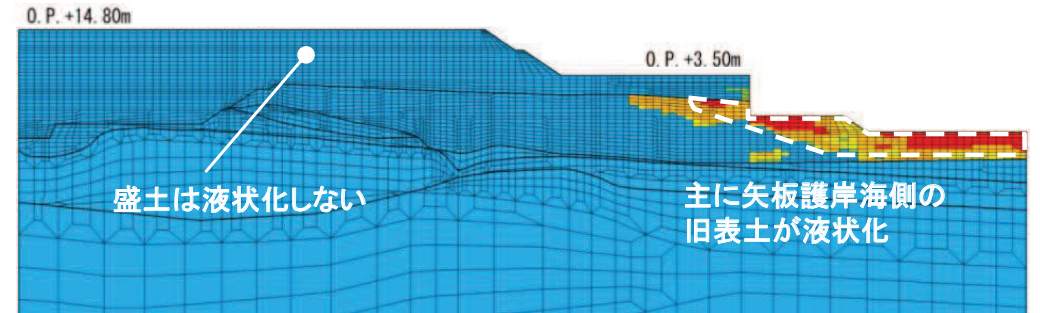 O.P.+14.80m
O.P.+3.50m
盛土は液状化しない
主に矢板護岸海側の
旧表土が液状化